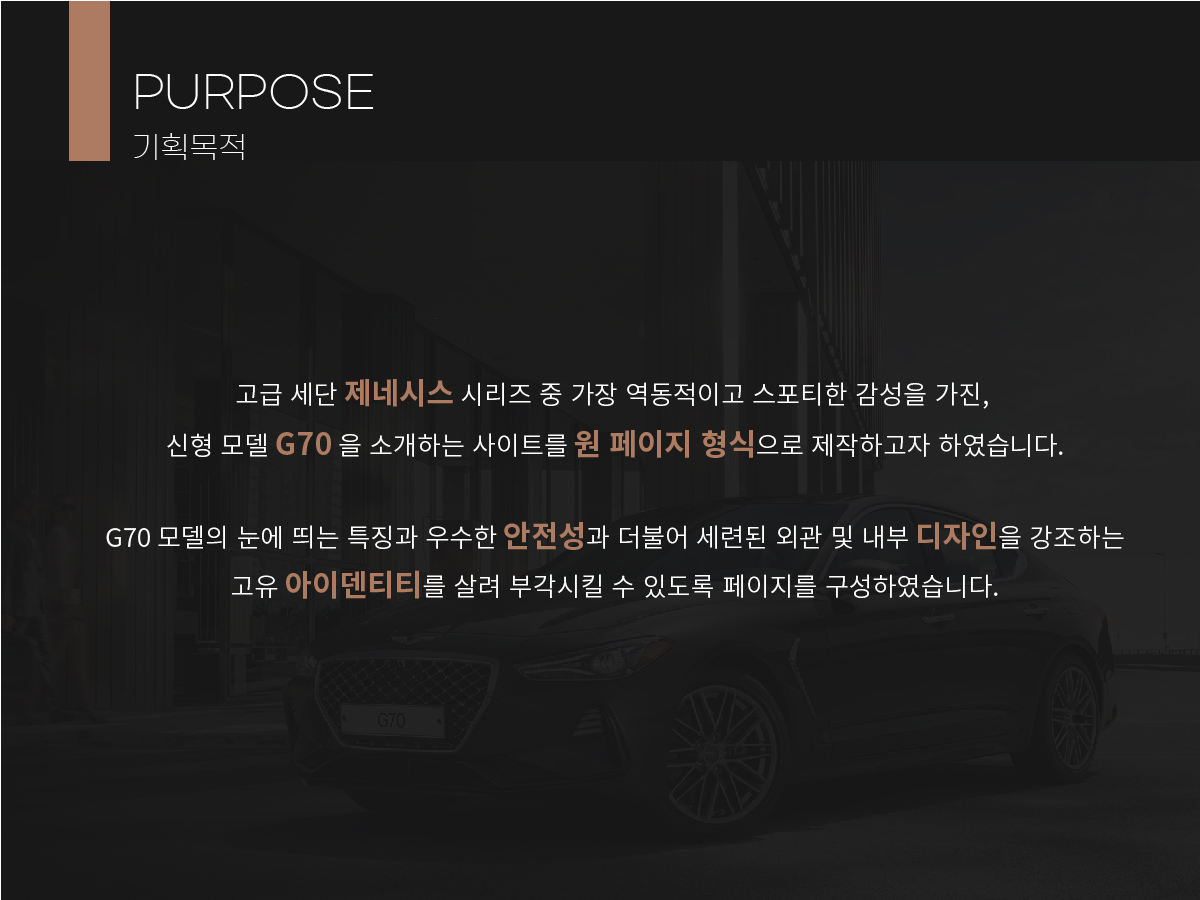 PURPOSE
기획목적
고급 세단 제네시스 시리즈 중 가장 역동적이고 스포티한 감성을 가진,
신형 모델 G70 을 소개하는 사이트를 원 페이지 형식으로 제작하고자 하였습니다.
G70 모델의 눈에 띄는 특징과 우수한 안전성과 더불어 세련된 외관 및 내부 디자인을 강조하는
고유 아이덴티티를 살려 부각시킬 수 있도록 페이지를 구성하였습니다.
G70